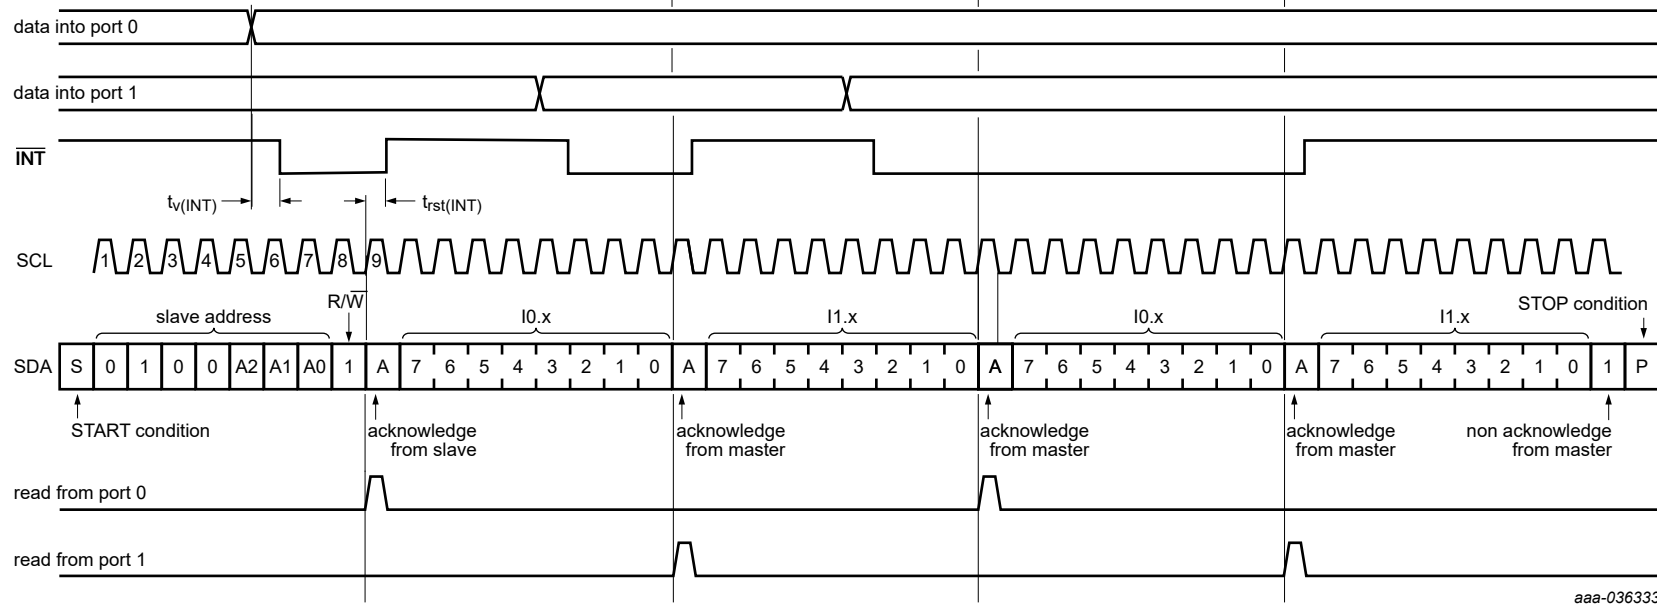 data into port 0
data into port 1
INT
tv(INT)
trst(INT)
SCL
1 2 3 4 5 6 7 8 9
R/W
STOP condition
slave address
I0.x
I1.x
I0.x
I1.x
SDA S 0 1 0 0 A2 A1 A0 1 A 7 6 5 4 3 2 1 0 A 7 6 5 4 3 2 1 0 A 7 6 5 4 3 2 1 0 A 7 6 5 4 3 2 1 0 1 P
START condition
acknowledge
from slave
acknowledge
from master
acknowledge
from master
acknowledge
from master
non acknowledge
from master
read from port 0
read from port 1
aaa-036333